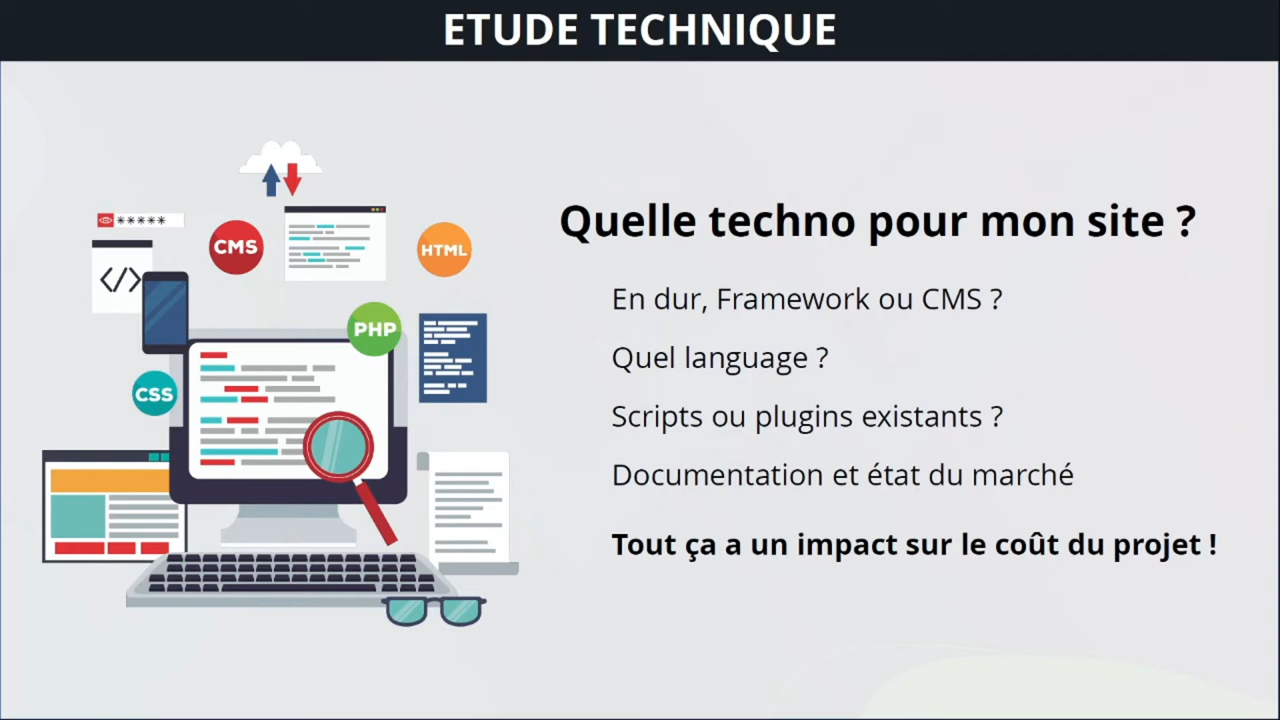 ETUDE TECHNIQUE
*****
CMS
HTML
</>
PHP
CSS
Quelle techno pour mon site ?
En dur, Framework ou CMS ?
Quel language ?
Scripts ou plugins existants ?
Documentation et état du marché
Tout ça a un impact sur le coût du projet !